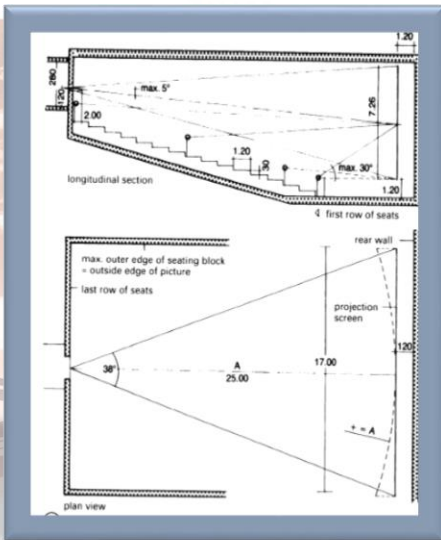 1.20
280
120
max. 5°
7.26
2.00
1.20
30
max. 30°
longitudinal section
1.20
first row of seats
rear wall
max. outer edge of seating block
= outside edge of picture
last row of seats
projection
screen
120
38°
A
25.00
17.00
r = A
plan view